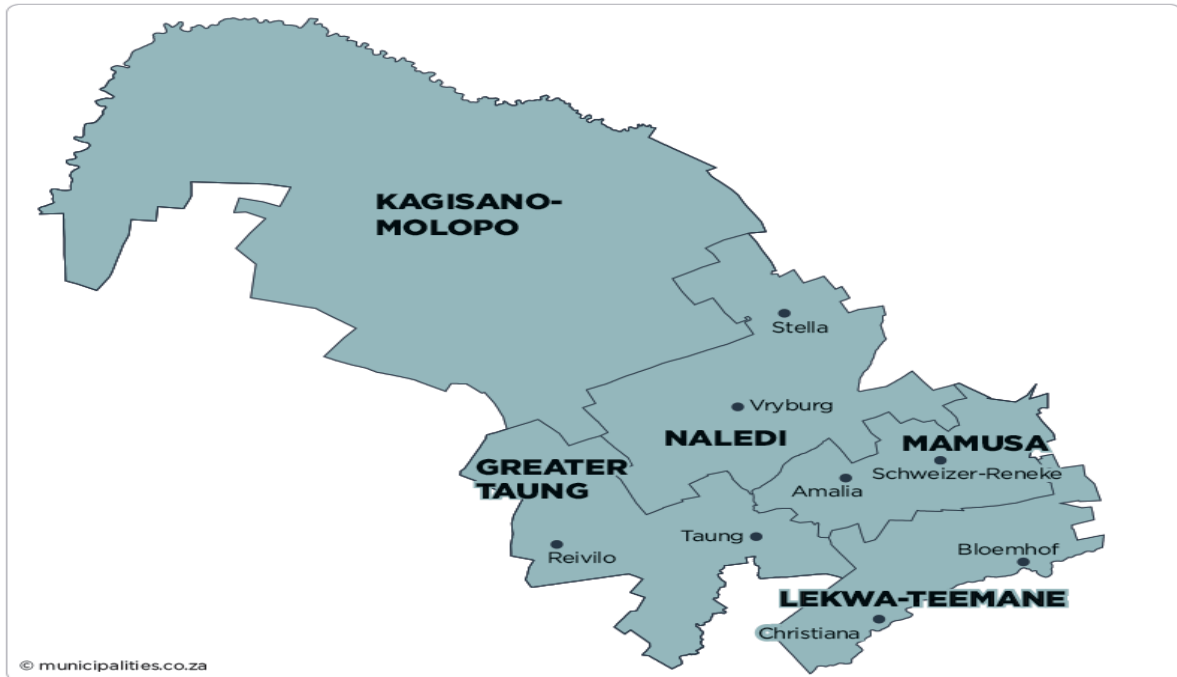 KAGISANO-
MOLOPO
Stella
Vryburg
NALEDI
MAMUSA
GREATER
TAUNG
Schweizer-Reneke
Amalia
Taung
Reivilo
Bloemhof
LEKWA-TEEMANE
Christiana
© municipalities.co.za